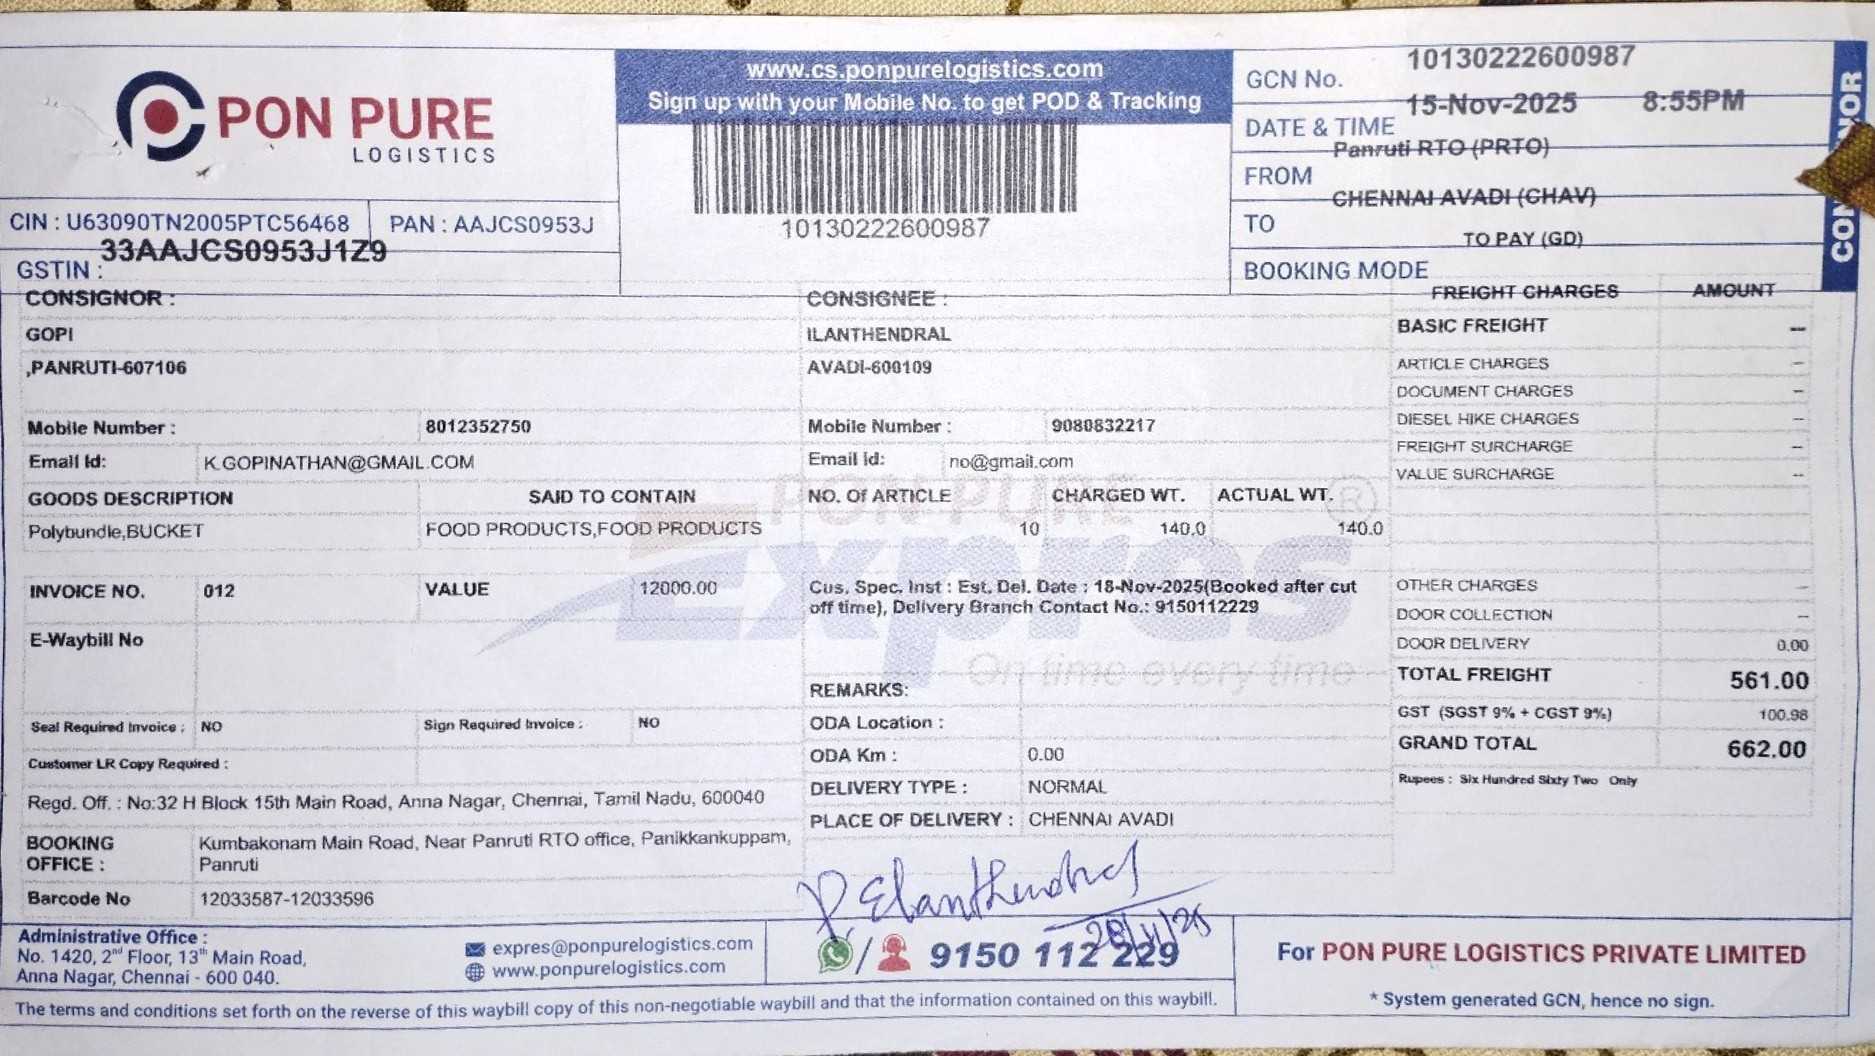 PON PURE
LOGISTICS
www.cs.ponpurelogistics.com
Sign up with your Mobile No. to get POD & Tracking
10130222600987
GCN No. 10130222600987
DATE & TIME 15-Nov-2025 8:55PM
FROM Panruti RTO (PRTO)
TO CHENNAI AVADI (CHAV)
BOOKING MODE TO PAY (GD)
CONSIGNOR
CIN : U63090TN2005PTC56468 PAN : AAJCS0953J
GSTIN : 33AAJCS0953J1Z9
CONSIGNOR :
GOPI
,PANRUTI-607106
Mobile Number : 8012352750
Email Id: K.GOPINATHAN@GMAIL.COM
CONSIGNEE :
ILANTHENDRAL
AVADI-600109
Mobile Number : 9080832217
Email Id: no@gmail.com
GOODS DESCRIPTION SAID TO CONTAIN NO. Of ARTICLE CHARGED WT. ACTUAL WT.
Polybundle,BUCKET FOOD PRODUCTS,FOOD PRODUCTS 10 140.0 140.0
PON PURE ®
Expres
On time every time
INVOICE NO. 012 VALUE 12000.00
E-Waybill No
Cus. Spec. Inst : Est. Del. Date : 18-Nov-2025(Booked after cut
off time), Delivery Branch Contact No.: 9150112229
Seal Required Invoice : NO Sign Required Invoice : NO
Customer LR Copy Required :
Regd. Off. : No:32 H Block 15th Main Road, Anna Nagar, Chennai, Tamil Nadu, 600040
BOOKING OFFICE : Kumbakonam Main Road, Near Panruti RTO office, Panikkankuppam,
Panruti
Barcode No 12033587-12033596
REMARKS:
ODA Location :
ODA Km : 0.00
DELIVERY TYPE : NORMAL
PLACE OF DELIVERY : CHENNAI AVADI
FREIGHT CHARGES AMOUNT
BASIC FREIGHT --
ARTICLE CHARGES --
DOCUMENT CHARGES --
DIESEL HIKE CHARGES --
FREIGHT SURCHARGE --
VALUE SURCHARGE --
OTHER CHARGES --
DOOR COLLECTION --
DOOR DELIVERY 0.00
TOTAL FREIGHT 561.00
GST (SGST 9% + CGST 9%) 100.98
GRAND TOTAL 662.00
Rupees : Six Hundred Sixty Two Only
P Elanthendral
Administrative Office :
No. 1420, 2nd Floor, 13th Main Road,
Anna Nagar, Chennai - 600 040.
expres@ponpurelogistics.com
www.ponpurelogistics.com
/ 9150 112 229
For PON PURE LOGISTICS PRIVATE LIMITED
* System generated GCN, hence no sign.
The terms and conditions set forth on the reverse of this waybill copy of this non-negotiable waybill and that the information contained on this waybill.